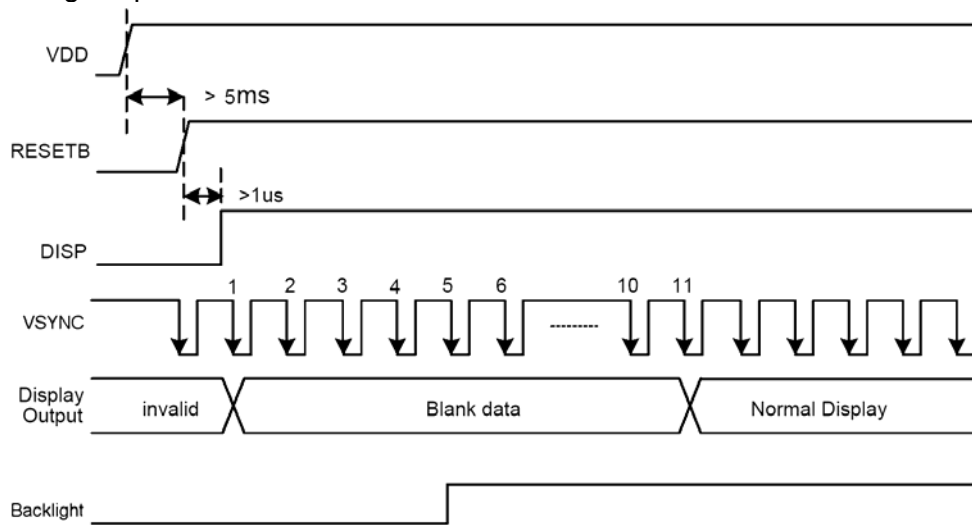 VDD
> 5ms
RESETB
>1us
DISP
1 2 3 4 5 6 10 11
VSYNC
Display
Output
invalid
Blank data
Normal Display
Backlight